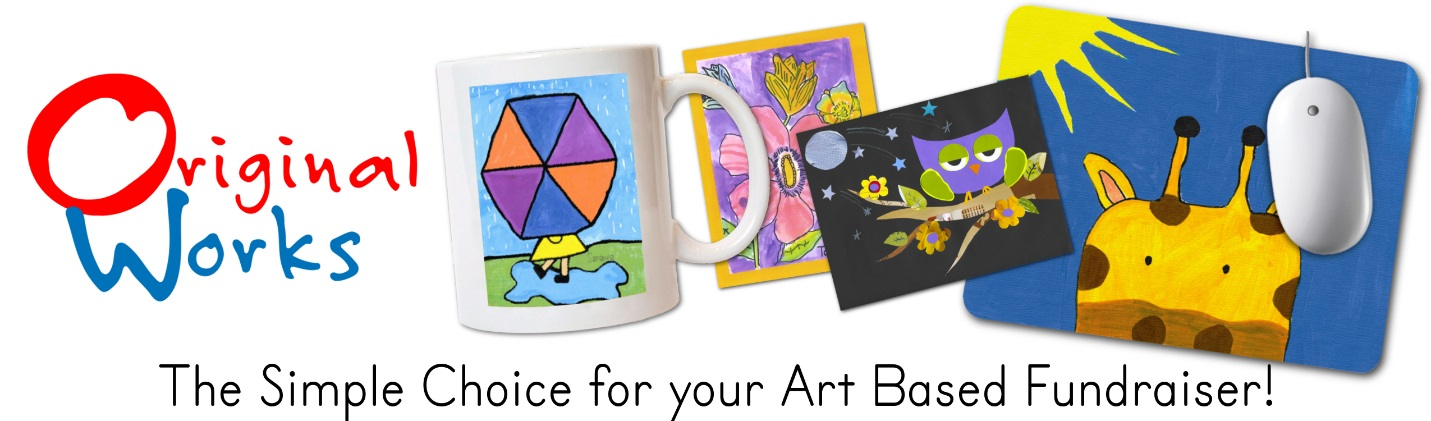 Original
Works
The Simple Choice for your Art Based Fundraiser!